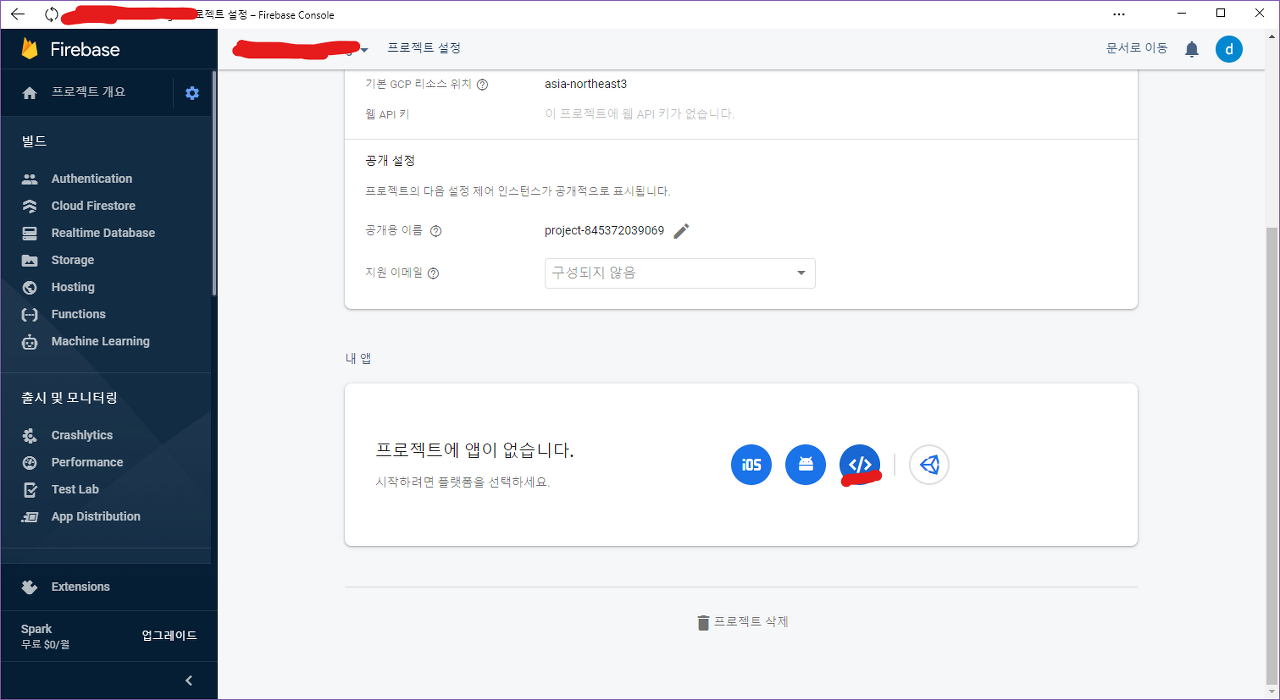 젝트 설정 – Firebase Console
Firebase
프로젝트 설정
문서로 이동
d
프로젝트 개요
빌드
Authentication
Cloud Firestore
Realtime Database
Storage
Hosting
Functions
Machine Learning
출시 및 모니터링
Crashlytics
Performance
Test Lab
App Distribution
Extensions
Spark
무료 $0/월
업그레이드
기본 GCP 리소스 위치
asia-northeast3
웹 API 키
이 프로젝트에 웹 API 키가 없습니다.
공개 설정
프로젝트의 다음 설정 제어 인스턴스가 공개적으로 표시됩니다.
공개용 이름
project-845372039069
지원 이메일
구성되지 않음
내 앱
프로젝트에 앱이 없습니다.
시작하려면 플랫폼을 선택하세요.
iOS
</>
프로젝트 삭제